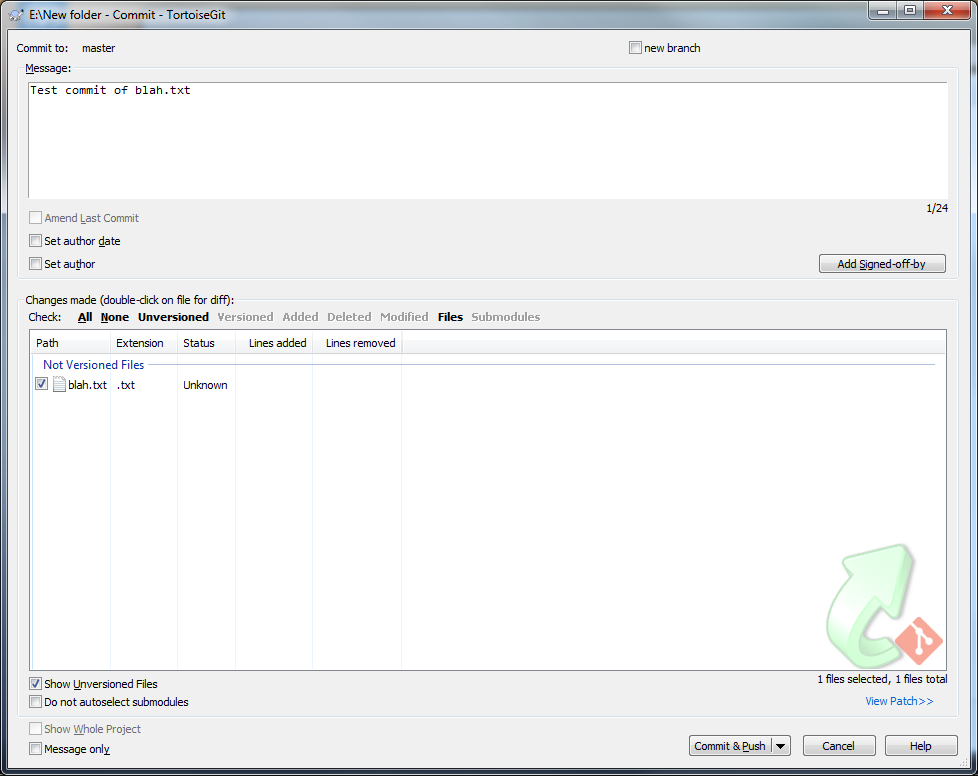 E:\New folder - Commit - TortoiseGit
Commit to: master new branch
Message:
Test commit of blah.txt
1/24
Amend Last Commit
Set author date
Set author
Add Signed-off-by
Changes made (double-click on file for diff):
Check: All None Unversioned Versioned Added Deleted Modified Files Submodules
Path Extension Status Lines added Lines removed
Not Versioned Files
blah.txt .txt Unknown
Show Unversioned Files
1 files selected, 1 files total
Do not autoselect submodules
View Patch>>
Show Whole Project
Message only
Commit & Push Cancel Help